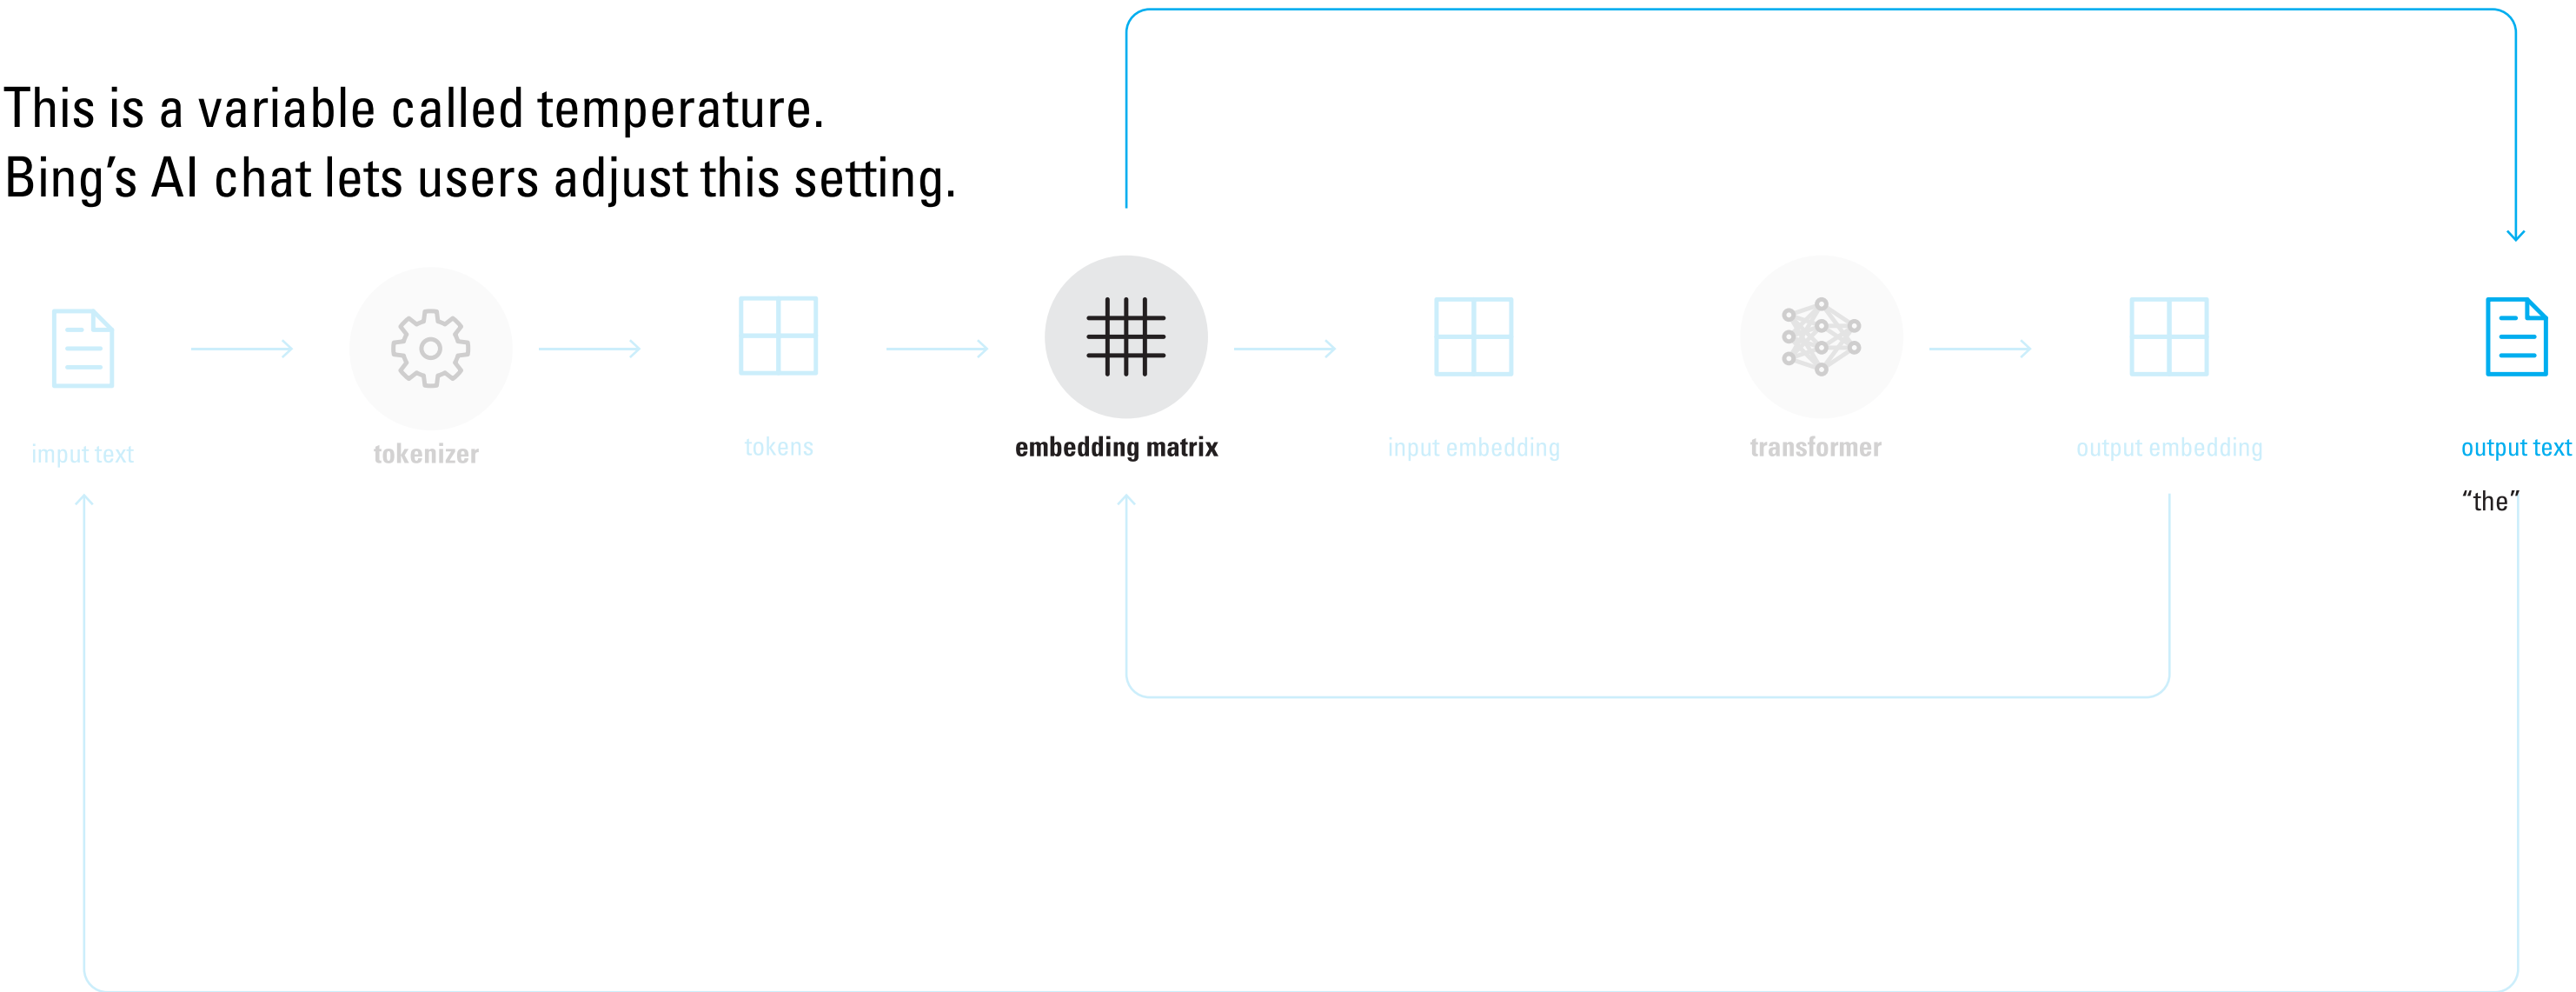 This is a variable called temperature.
Bing’s AI chat lets users adjust this setting.
imput text
tokenizer
tokens
embedding matrix
input embedding
transformer
output embedding
output text
“the”